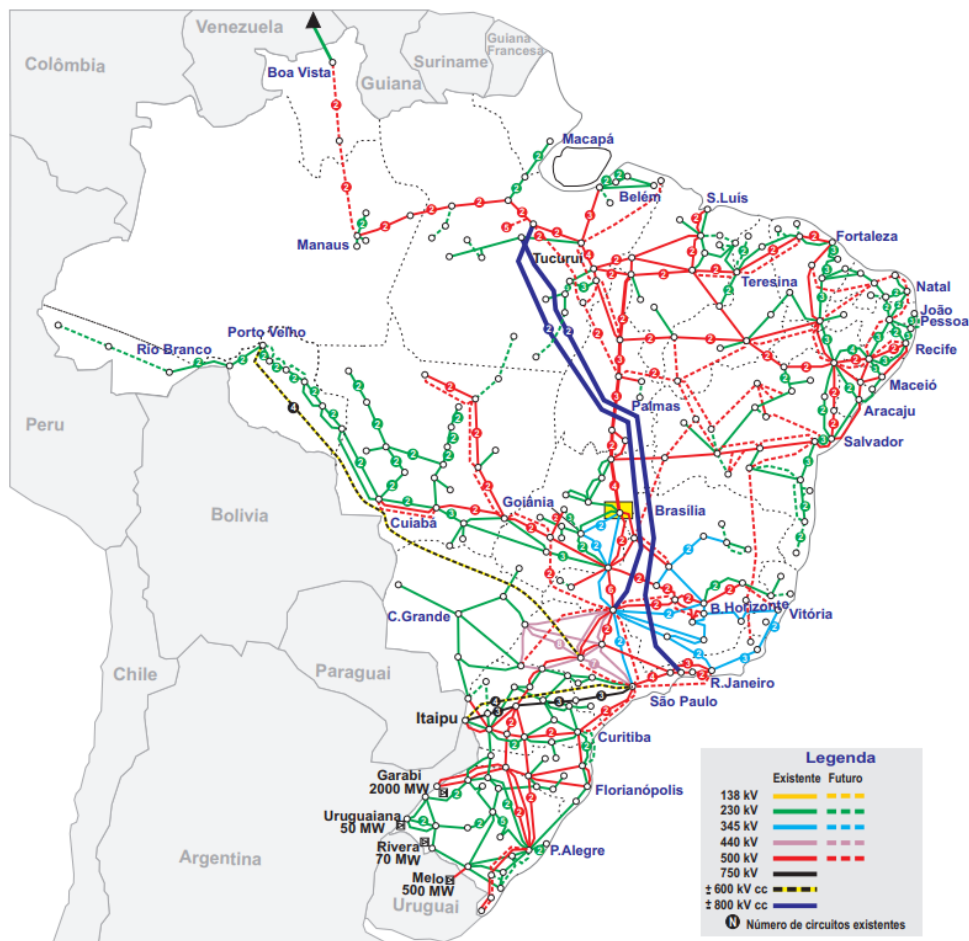 Venezuela
Guiana
Francesa
Suriname
Colômbia
Boa Vista
Guiana
Macapá
Belém
S.Luís
Manaus
Fortaleza
Tucuruí
Teresina
Natal
João
Pessoa
Porto Velho
Rio Branco
Recife
Maceió
Palmas
Aracaju
Peru
Salvador
Goiânia
Brasília
Bolívia
Cuiabá
C.Grande
B.Horizonte
Vitória
Paraguai
Chile
R.Janeiro
São Paulo
Itaipu
Curitiba
Legenda
Existente Futuro
138 kV
230 kV
345 kV
440 kV
500 kV
750 kV
± 600 kV cc
± 800 kV cc
N Número de circuitos existentes
Garabi
2000 MW
Florianópolis
Uruguaiana
50 MW
Rivera
70 MW
P.Alegre
Argentina
Melo
500 MW
Uruguai